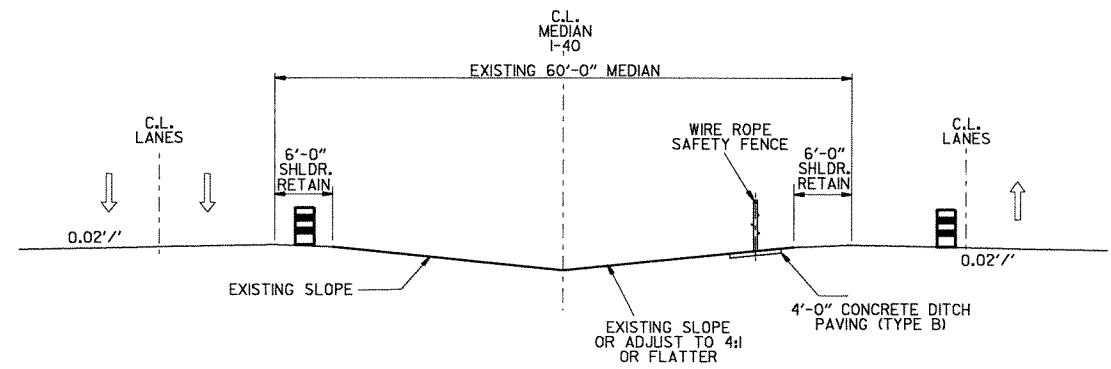 C.L.
MEDIAN
I-40
EXISTING 60'-0" MEDIAN
C.L.
LANES
6'-0"
SHLDR.
RETAIN
WIRE ROPE
SAFETY FENCE
6'-0"
SHLDR.
RETAIN
C.L.
LANES
0.02'/'
0.02'/'
EXISTING SLOPE
EXISTING SLOPE
OR ADJUST TO 4:1
OR FLATTER
4'-0" CONCRETE DITCH
PAVING (TYPE B)